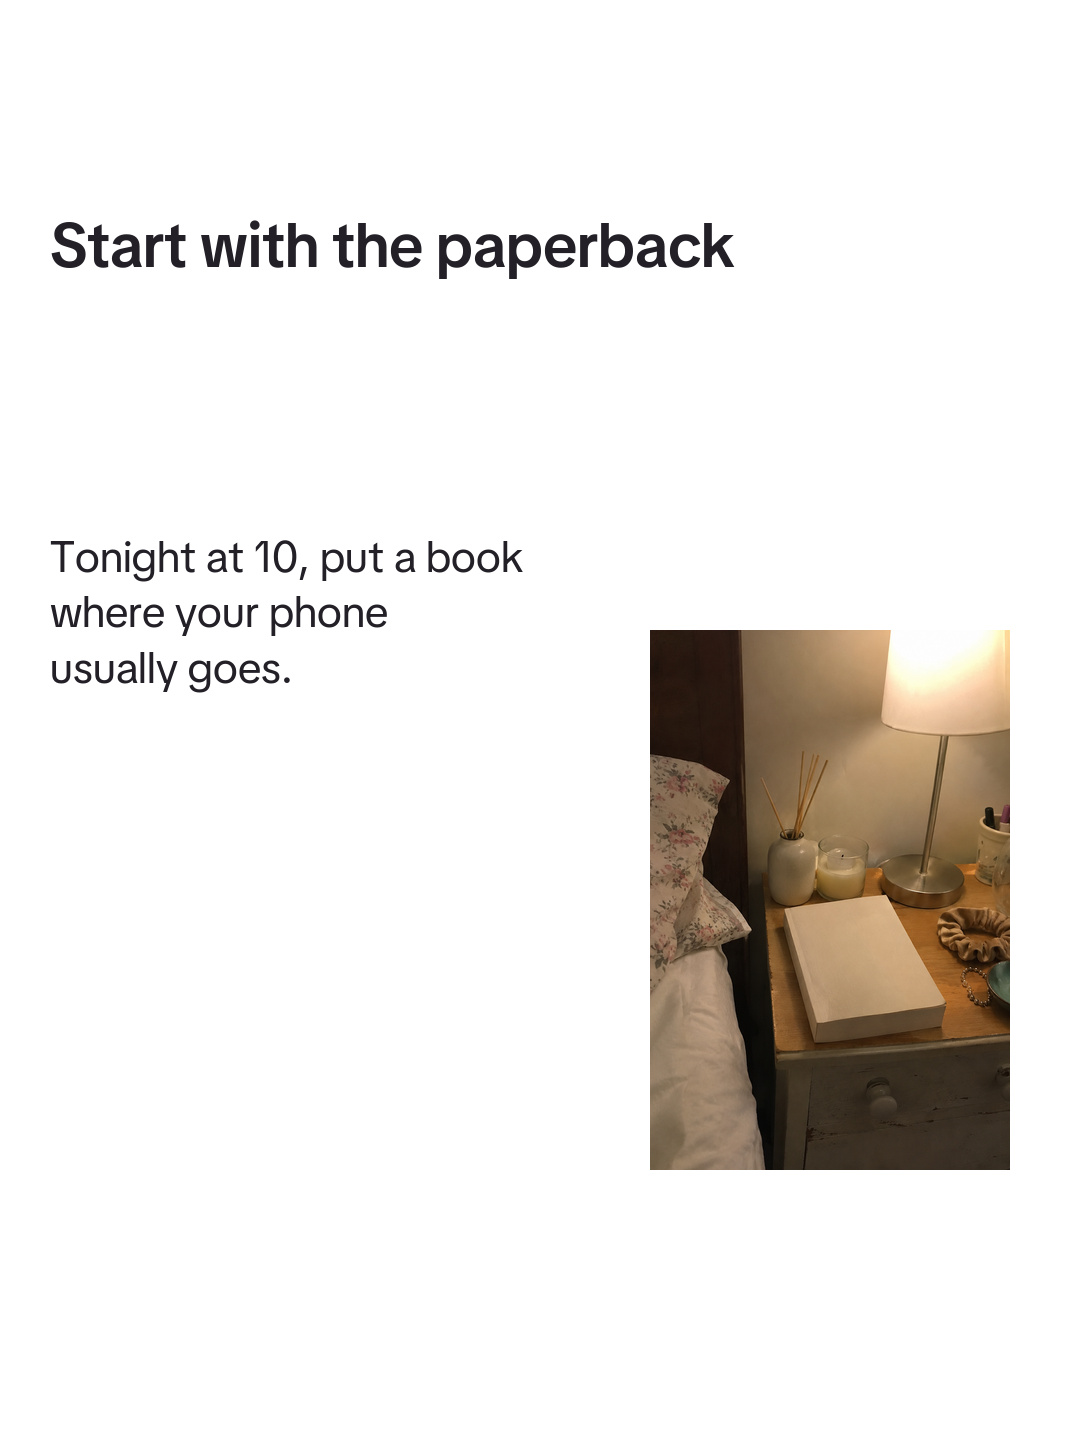 Start with the paperback
Tonight at 10, put a book
where your phone
usually goes.